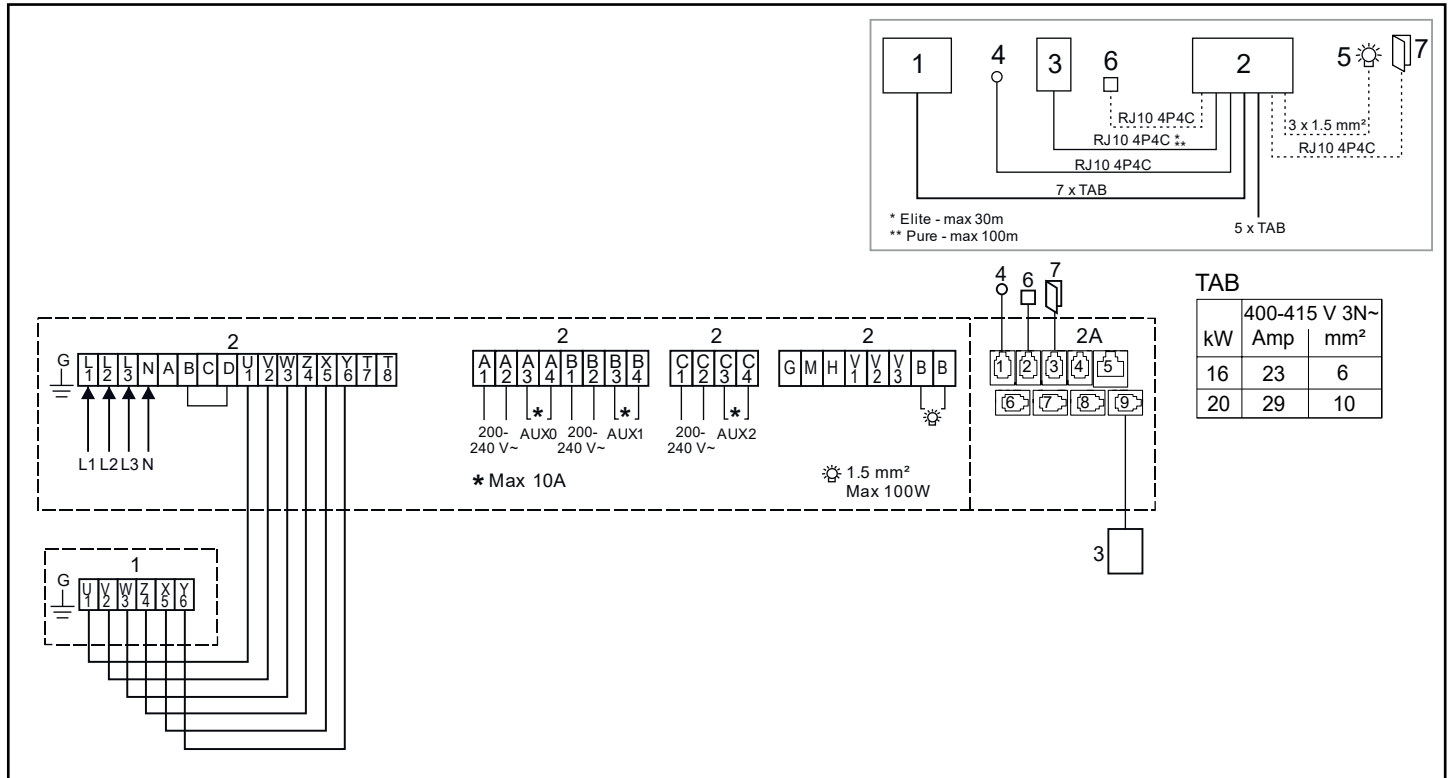 1 4 3 6 2 5 7
RJ10 4P4C
3 x 1.5 mm²
RJ10 4P4C * **
RJ10 4P4C
RJ10 4P4C
7 x TAB
5 x TAB
* Elite - max 30m
** Pure - max 100m
4 6 7
TAB
400-415 V 3N~
kW Amp mm²
16 23 6
20 29 10
2 2 2 2 2A
G L1 L2 L3 N A B C D U1 V2 W3 Z4 X5 Y6 T7 T8
A1 A2 A3 A4 B1 B2 B3 B4
C1 C2 C3 C4
G M H V1 V2 V3 B B
1 2 3 4 5
6 7 8 9
L1 L2 L3 N
200-240 V~
* AUX0
200-240 V~
* AUX1
200-240 V~
* AUX2
* Max 10A
1.5 mm²
Max 100W
3
1
G U1 V2 W3 Z4 X5 Y6